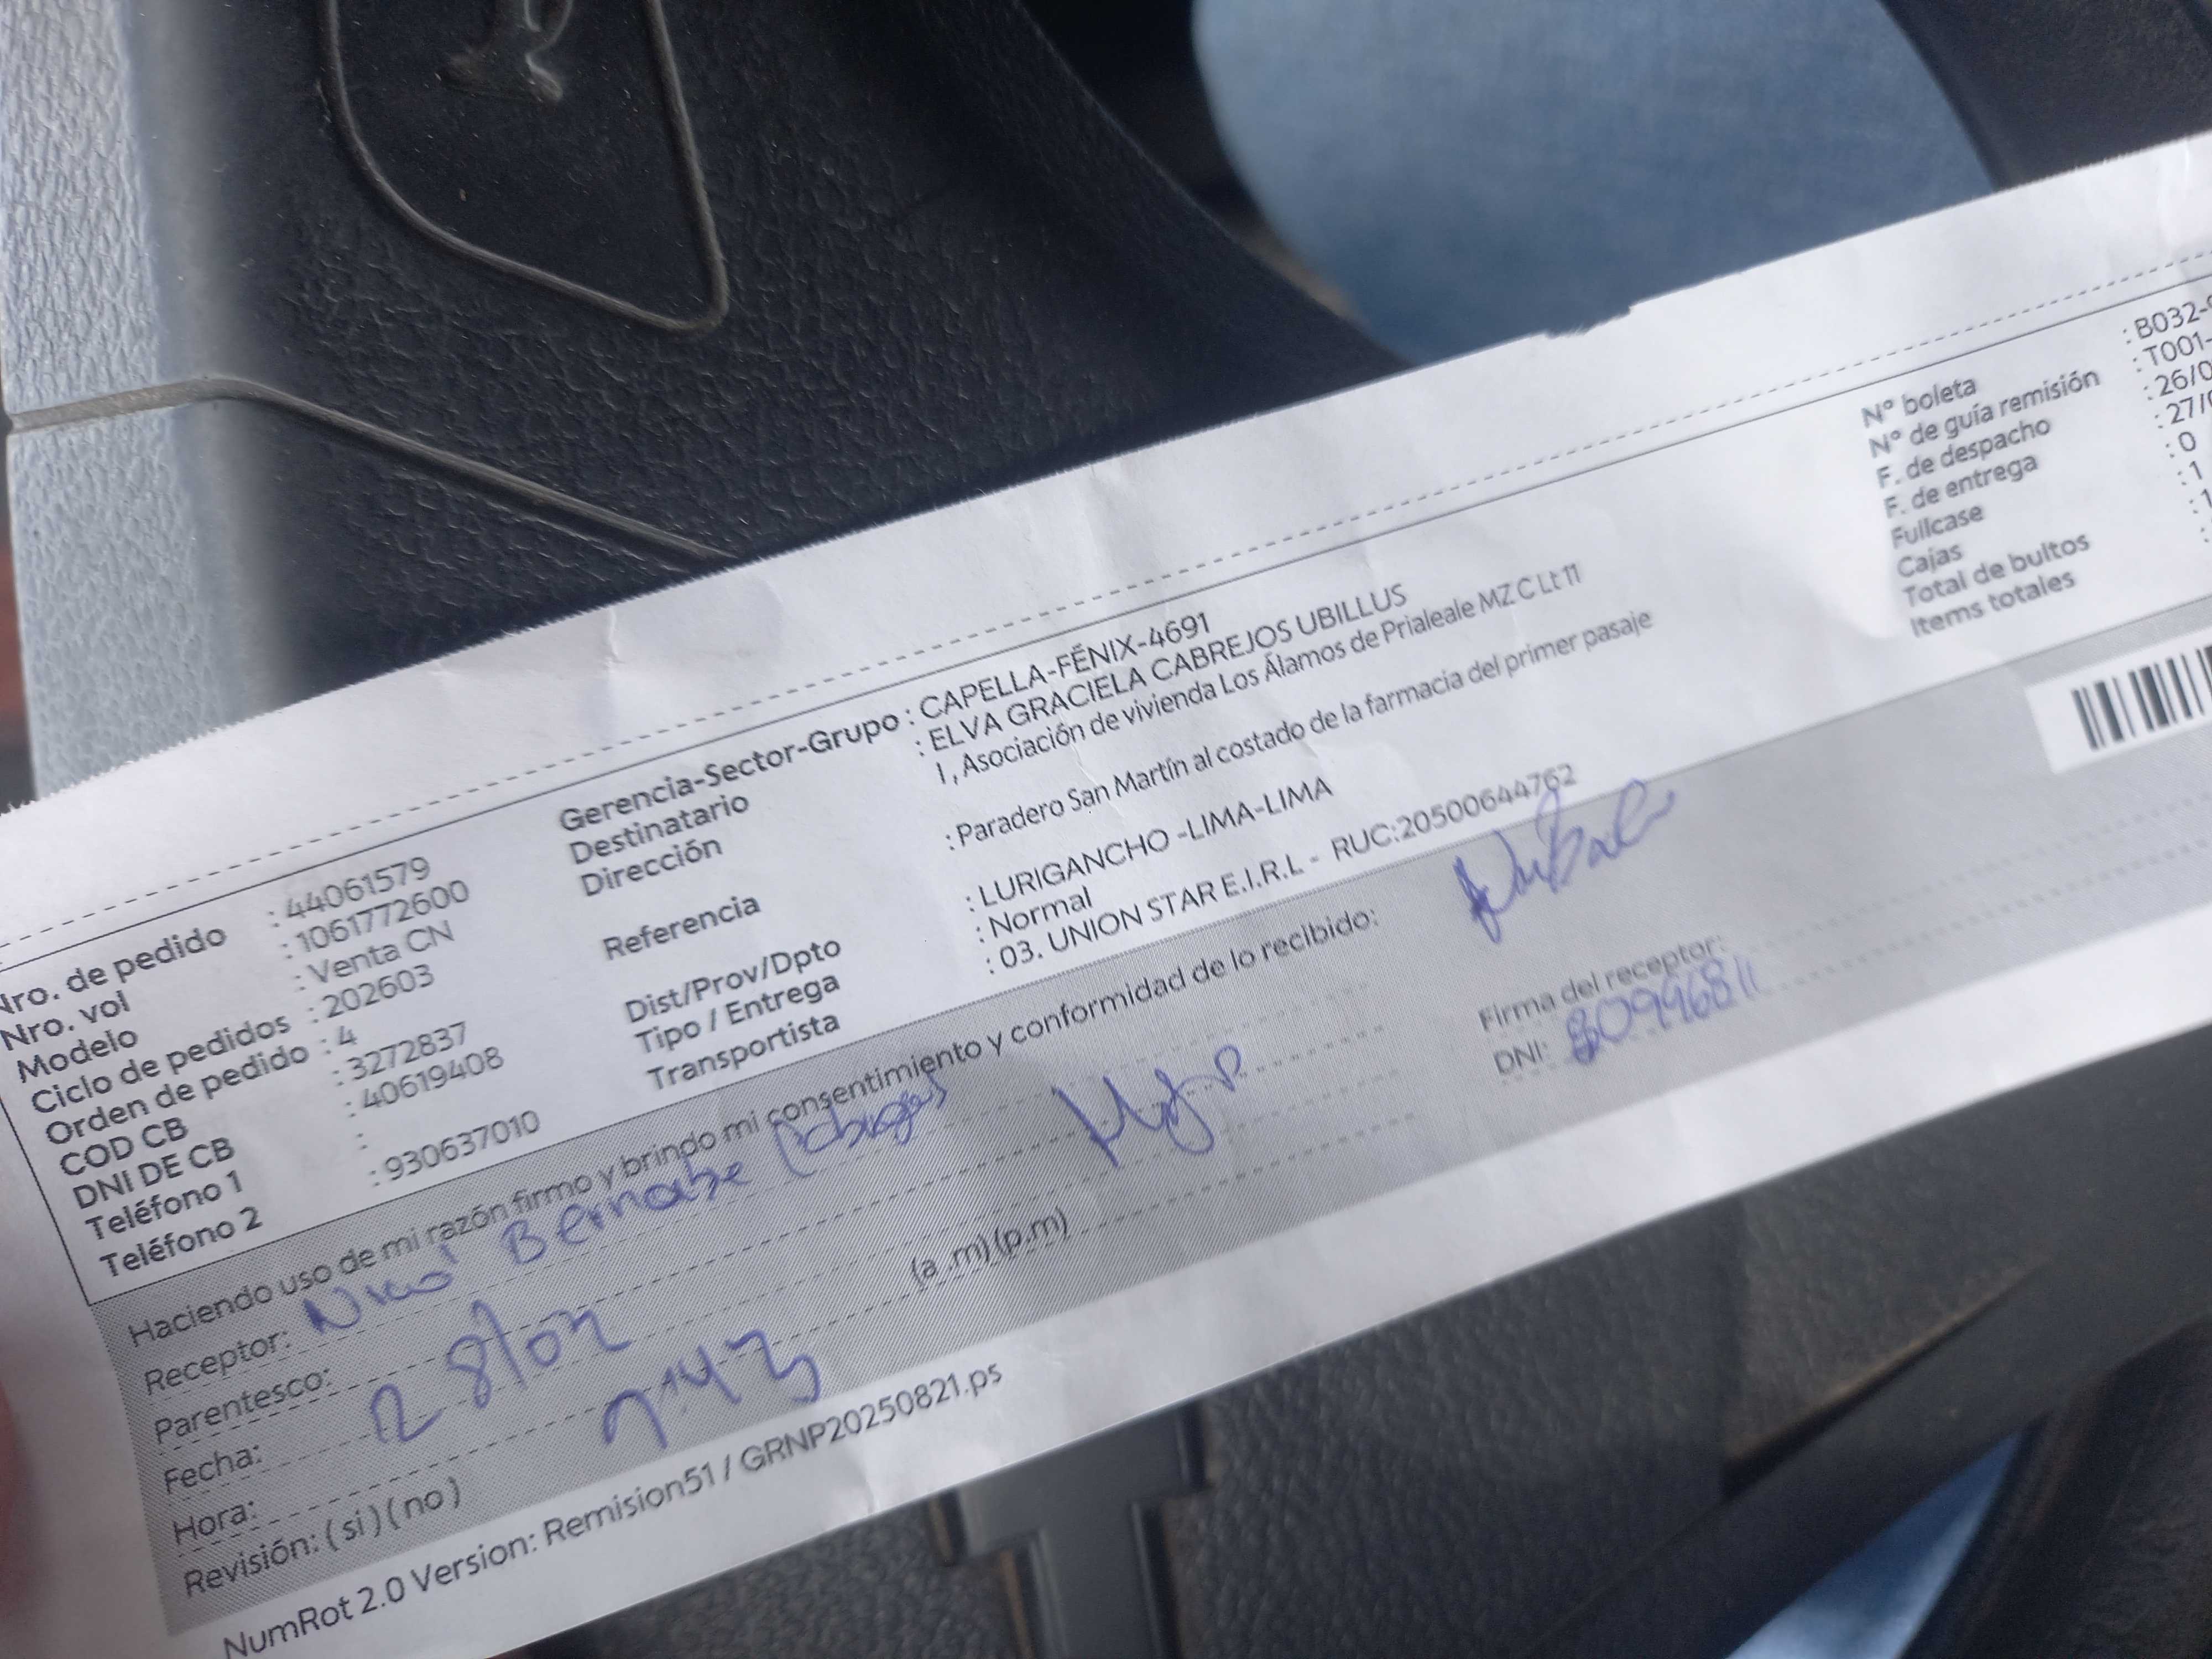 Nro. de pedido : 44061579
Nro. vol : 1061772600
Modelo : Venta CN
Ciclo de pedidos : 202603
Orden de pedido : 4
COD CB : 3272837
DNI DE CB : 40619408
Teléfono 1 :
Teléfono 2 : 930637010
Gerencia-Sector-Grupo : CAPELLA-FÉNIX-4691
Destinatario : ELVA GRACIELA CABREJOS UBILLUS
Dirección I, Asociación de vivienda Los Álamos de Prialeale MZ C Lt 11
Referencia : Paradero San Martín al costado de la farmacia del primer pasaje
Dist/Prov/Dpto : LURIGANCHO -LIMA-LIMA
Tipo / Entrega : Normal
Transportista : 03. UNION STAR E.I.R.L - RUC:20500644762
N° boleta : B032-
N° de guía remisión : T001-
F. de despacho : 26/0
F. de entrega : 27/
Fullcase : 0
Cajas : 1
Total de bultos : 1
Items totales :
Haciendo uso de mi razón firmo y brindo mi consentimiento y conformidad de lo recibido:
Receptor: Bernabe
Parentesco:
Fecha: 28/02
Hora: (a .m) (p.m)
Revisión: ( si ) ( no )
Firma del receptor:
DNI: 80996811
NumRot 2.0 Version: Remision51 / GRNP20250821.ps